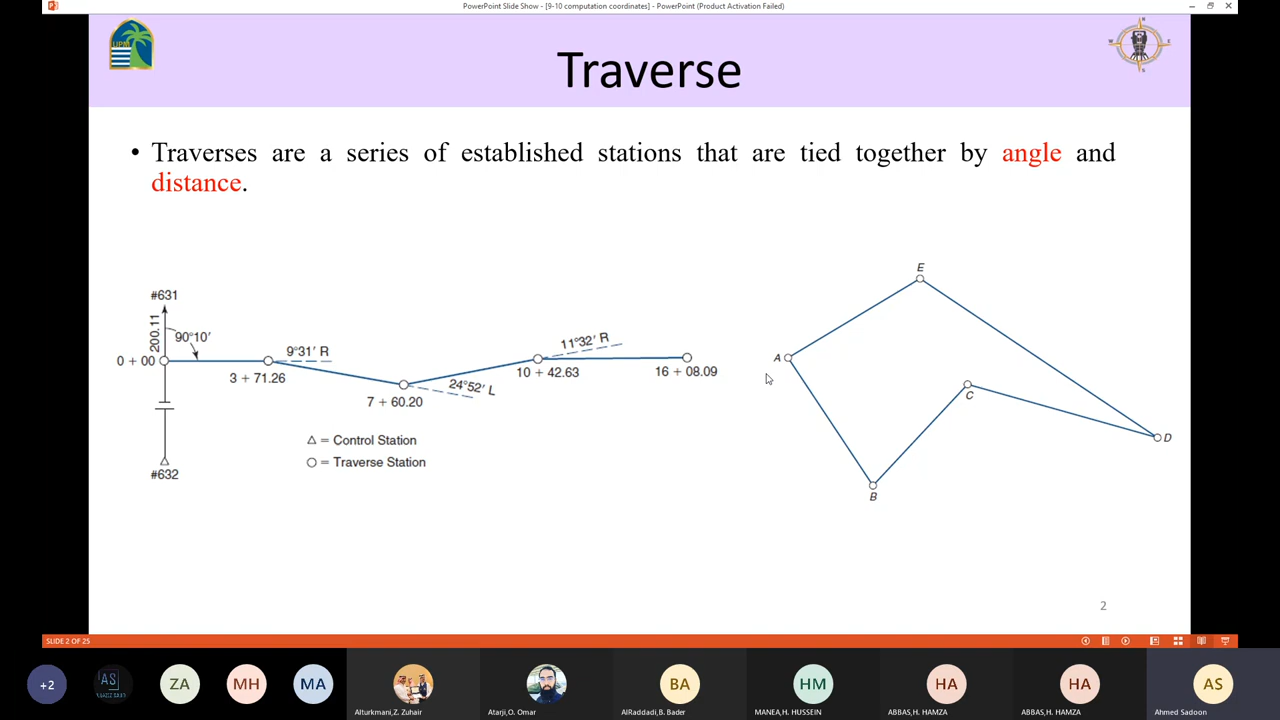 PowerPoint Slide Show - [9-10 computation coordinates] - PowerPoint (Product Activation Failed)
UPM
N
W
E
S
Traverse
• Traverses are a series of established stations that are tied together by angle and
distance.
#631
200.11
90°10′
0 + 00
9°31′ R
3 + 71.26
7 + 60.20
24°52′ L
11°32′ R
10 + 42.63
16 + 08.09
△ = Control Station
○ = Traverse Station
#632
E
A
C
D
B
2
SLIDE 2 OF 25
+2
AS
ZA
MH
MA
Alturkmani,Z. Zuhair
Atarji,O. Omar
BA
AlRaddadi,B. Bader
HM
MANEA,H. HUSSEIN
HA
ABBAS,H. HAMZA
HA
ABBAS,H. HAMZA
AS
Ahmed Sadoon